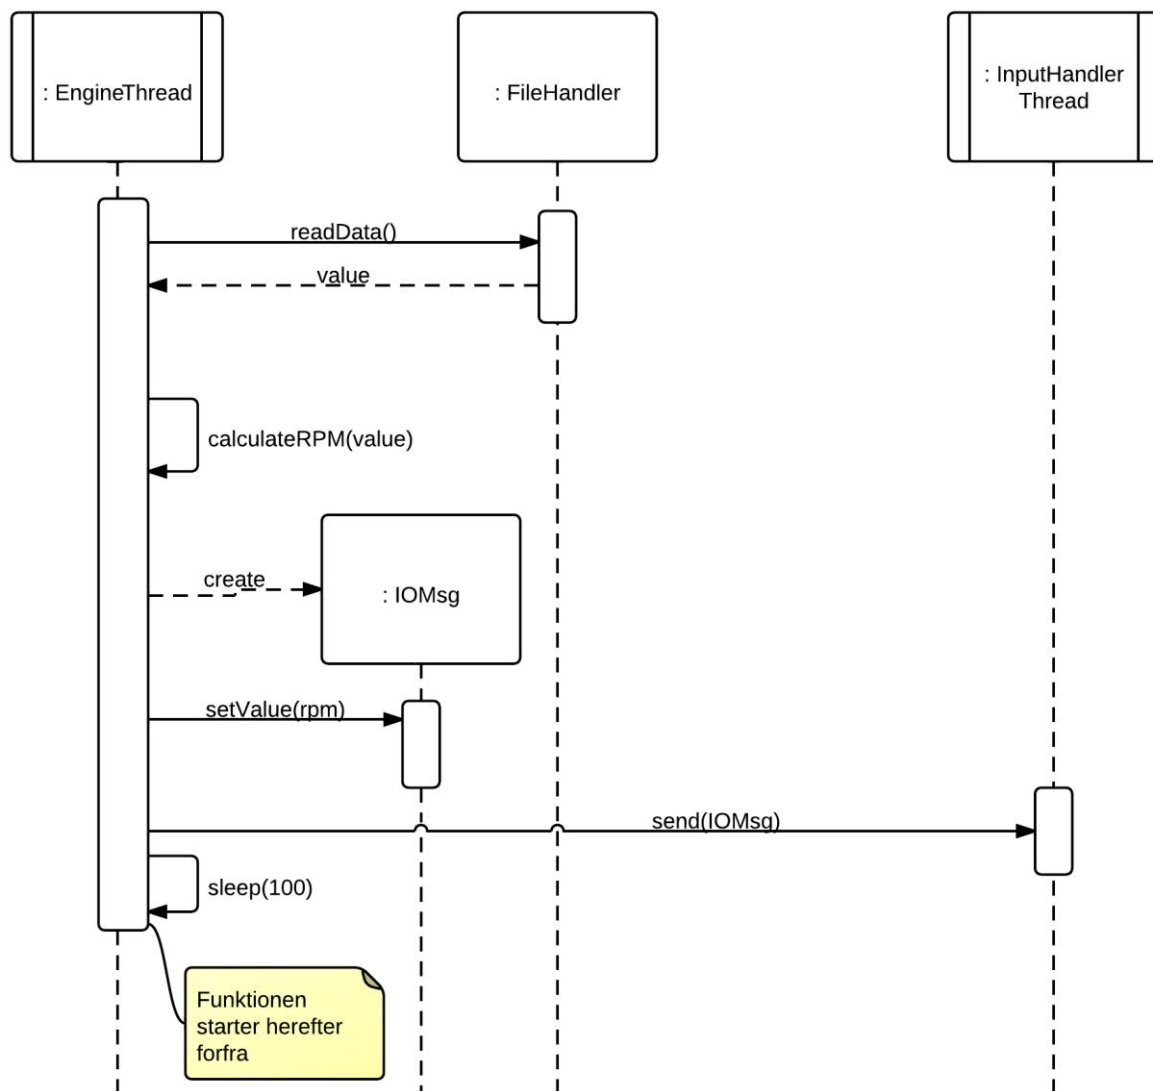 : EngineThread
: FileHandler
: InputHandler
Thread
readData()
value
calculateRPM(value)
create
: IOMsg
setValue(rpm)
send(IOMsg)
sleep(100)
Funktionen
starter herefter
forfra